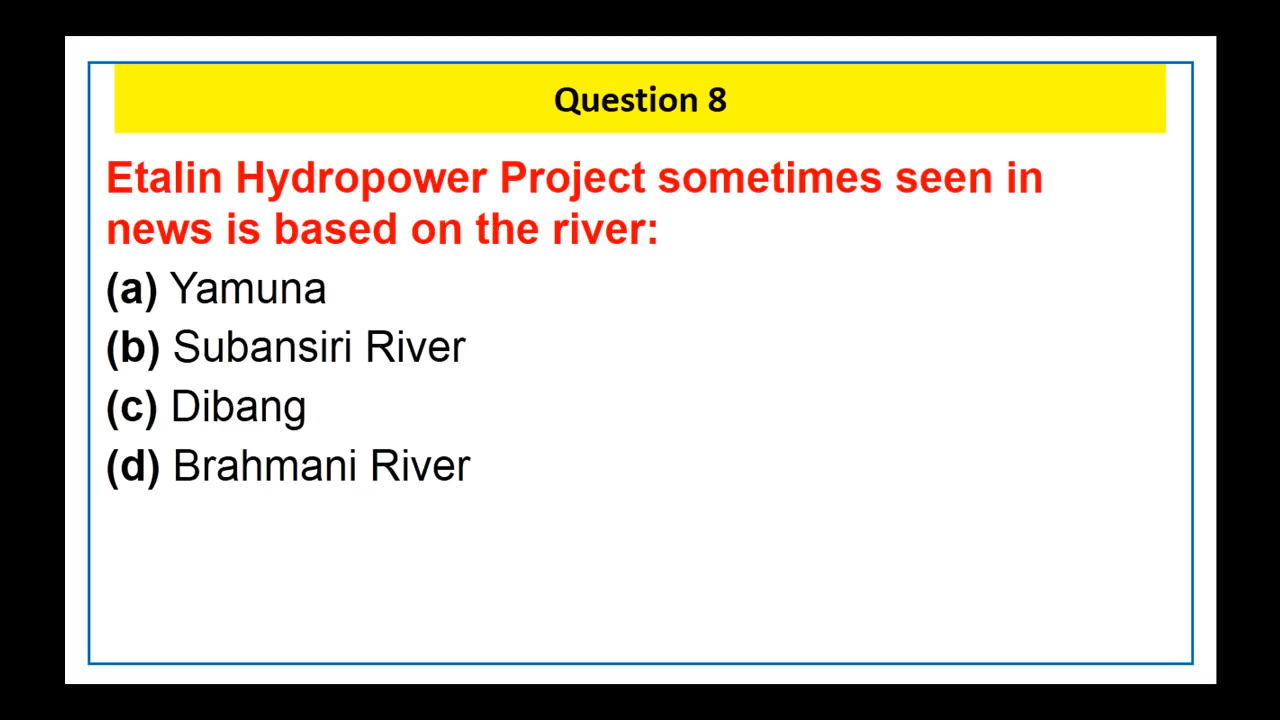 Question 8
Etalin Hydropower Project sometimes seen in
news is based on the river:
(a) Yamuna
(b) Subansiri River
(c) Dibang
(d) Brahmani River